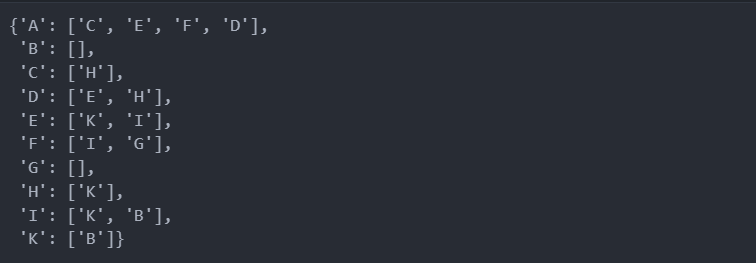 {'A': ['C', 'E', 'F', 'D'],
 'B': [],
 'C': ['H'],
 'D': ['E', 'H'],
 'E': ['K', 'I'],
 'F': ['I', 'G'],
 'G': [],
 'H': ['K'],
 'I': ['K', 'B'],
 'K': ['B']}